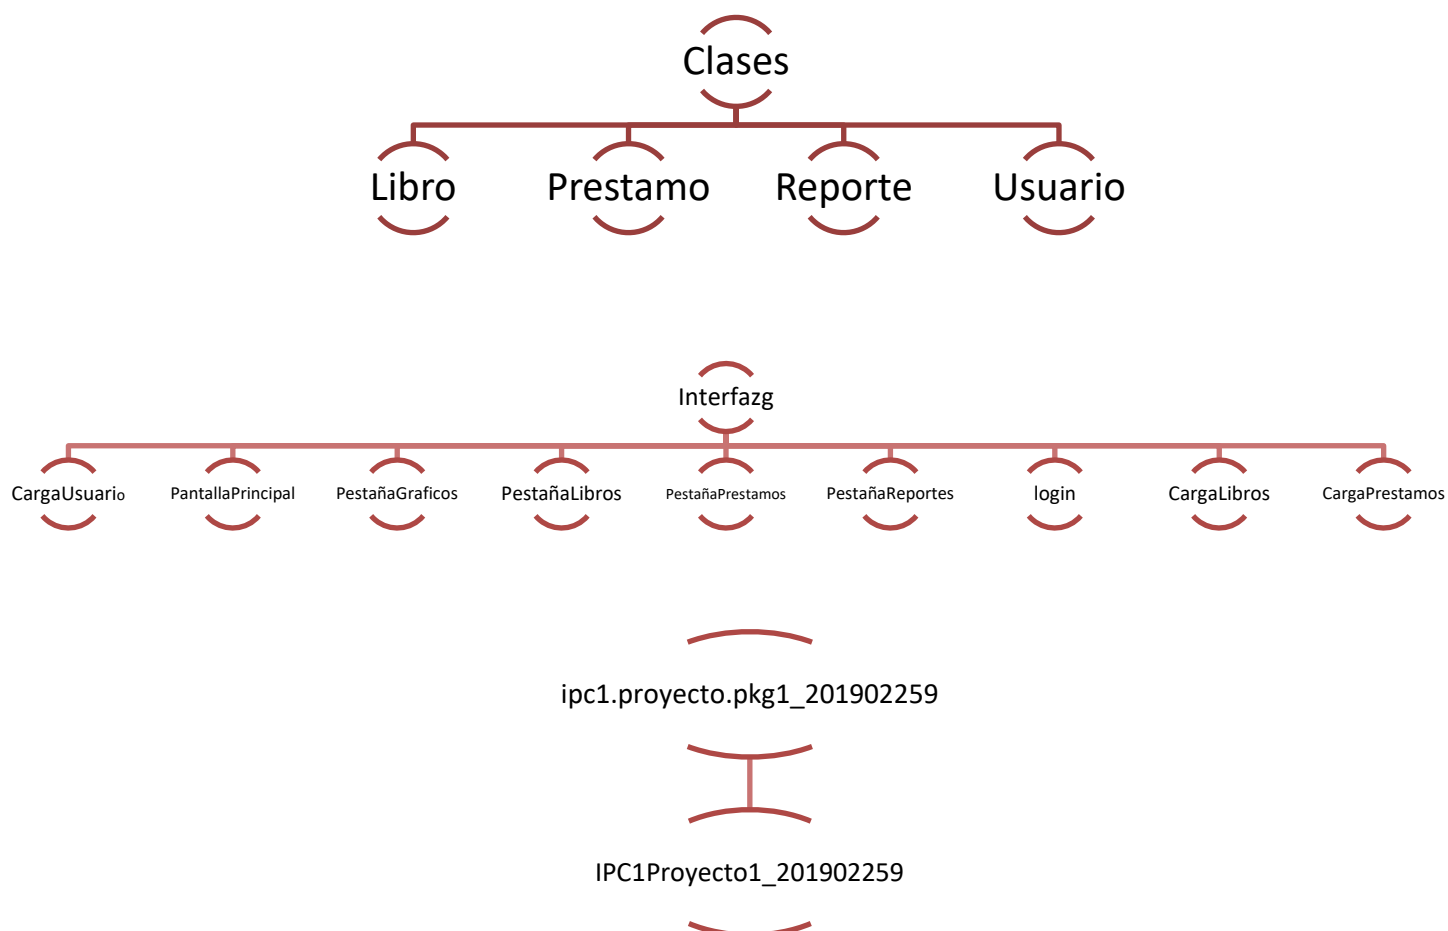 Clases
Libro Prestamo Reporte Usuario
Interfazg
CargaUsuario PantallaPrincipal PestañaGraficos PestañaLibros PestañaPrestamos PestañaReportes login CargaLibros CargaPrestamos
ipc1.proyecto.pkg1_201902259
IPC1Proyecto1_201902259